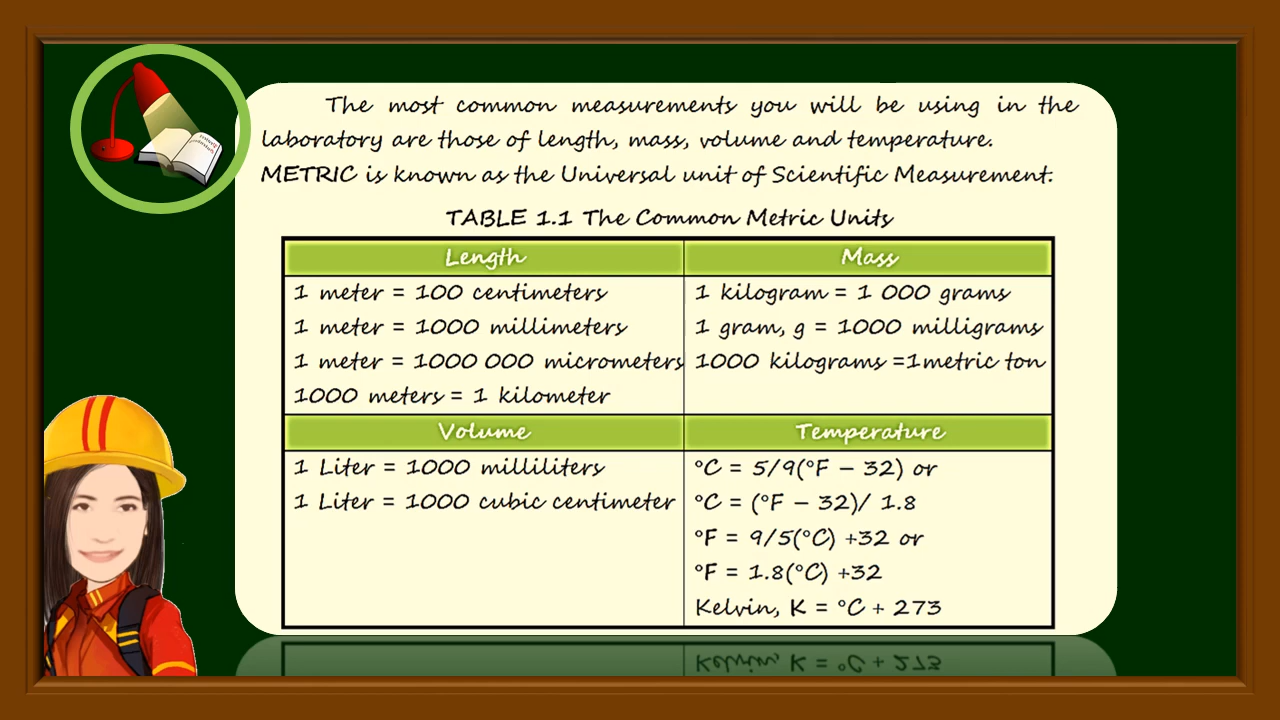 The most common measurements you will be using in the
laboratory are those of length, mass, volume and temperature.
METRIC is known as the Universal unit of Scientific Measurement:
TABLE 1.1 The Common Metric Units
Length
Mass
1 meter = 100 centimeters
1 meter = 1000 millimeters
1 meter = 1000 000 micrometers
1000 meters = 1 kilometer
1 kilogram = 1 000 grams
1 gram, g = 1000 milligrams
1000 kilograms =1metric ton
Volume
Temperature
1 Liter = 1000 milliliters
1 Liter = 1000 cubic centimeter
°C = 5/9(°F – 32) or
°C = (°F – 32)/ 1.8
°F = 9/5(°C) +32 or
°F = 1.8(°C) +32
Kelvin, K = °C + 273